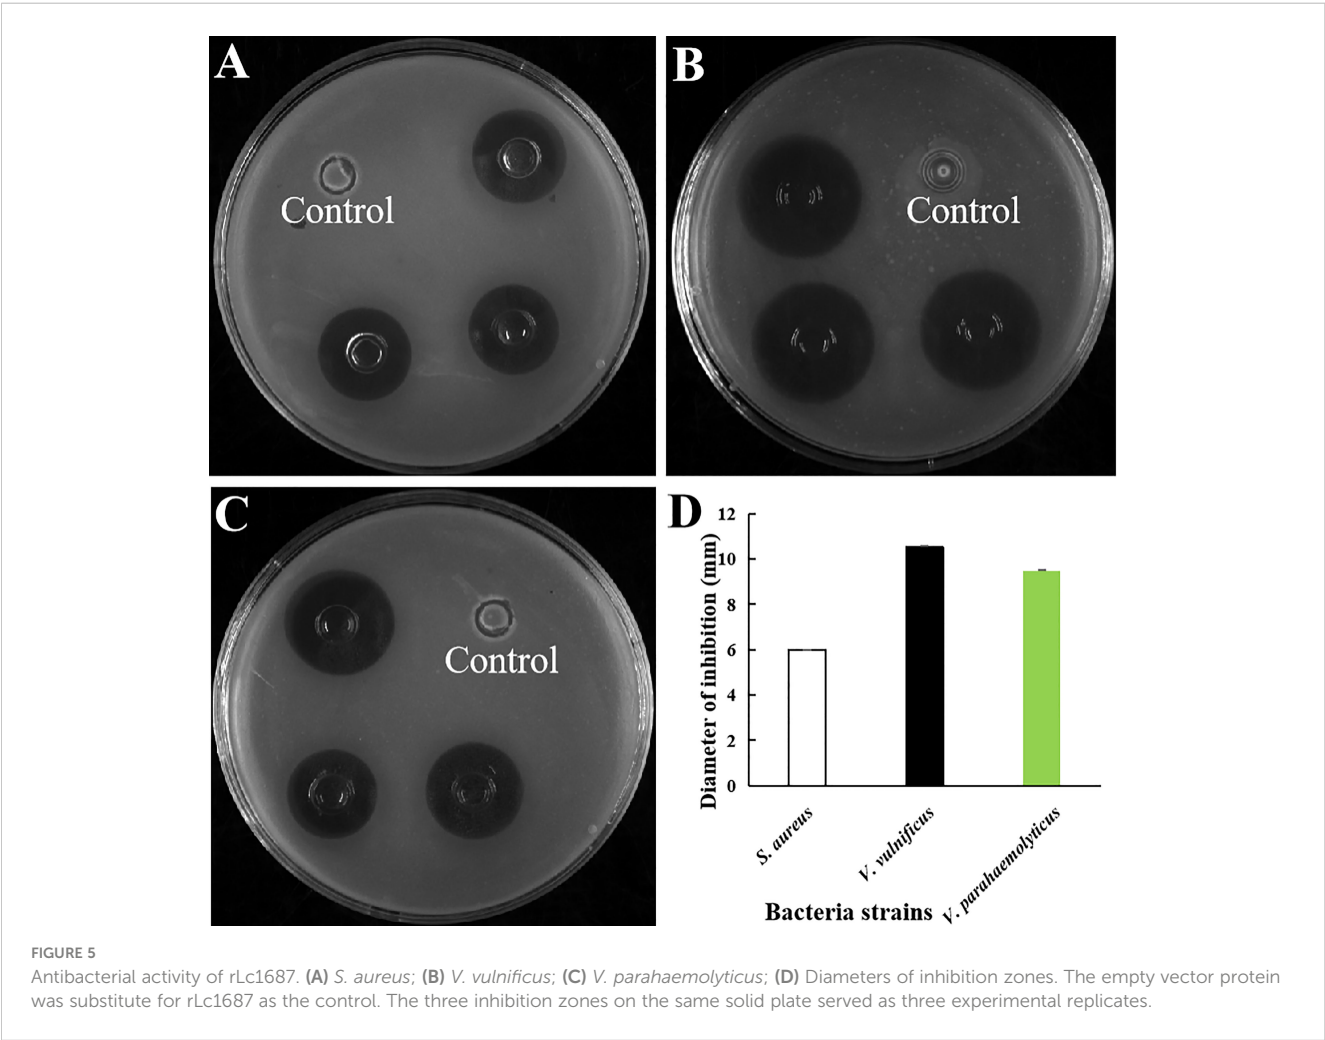 A
Control
B
Control
C
Control
D
12
10
8
6
4
2
0
Diameter of inhibition (mm)
S. aureus
V. vulnificus
V. parahaemolyticus
Bacteria strains
FIGURE 5
Antibacterial activity of rLc1687. (A) S. aureus; (B) V. vulnificus; (C) V. parahaemolyticus; (D) Diameters of inhibition zones. The empty vector protein
was substitute for rLc1687 as the control. The three inhibition zones on the same solid plate served as three experimental replicates.